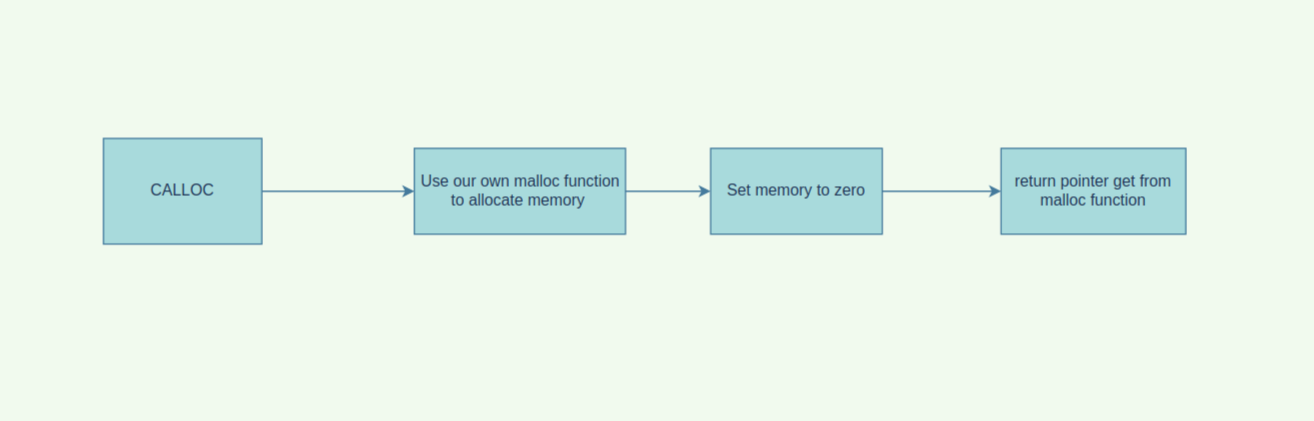 CALLOC
Use our own malloc function
to allocate memory
Set memory to zero
return pointer get from
malloc function